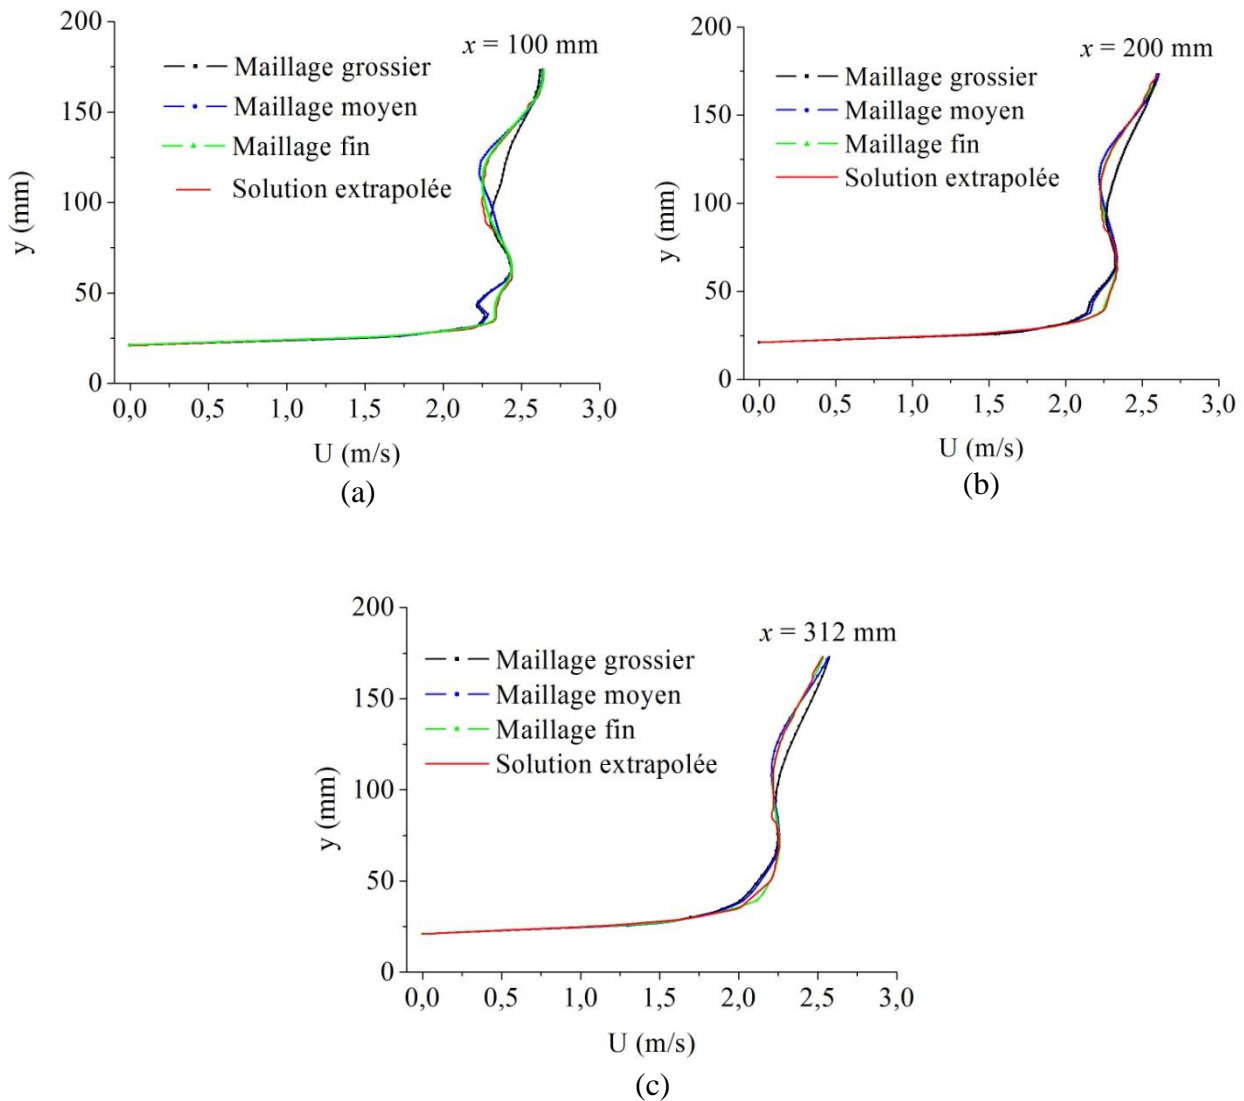 200
x = 100 mm
Maillage grossier
Maillage moyen
150
Maillage fin
Solution extrapolée
100
y (mm)
50
0
0,0 0,5 1,0 1,5 2,0 2,5 3,0
U (m/s)
(a)
200
x = 200 mm
Maillage grossier
150
Maillage moyen
Maillage fin
Solution extrapolée
100
y (mm)
50
0
0,0 0,5 1,0 1,5 2,0 2,5 3,0
U (m/s)
(b)
200
x = 312 mm
Maillage grossier
150
Maillage moyen
Maillage fin
Solution extrapolée
100
y (mm)
50
0
0,0 0,5 1,0 1,5 2,0 2,5 3,0
U (m/s)
(c)